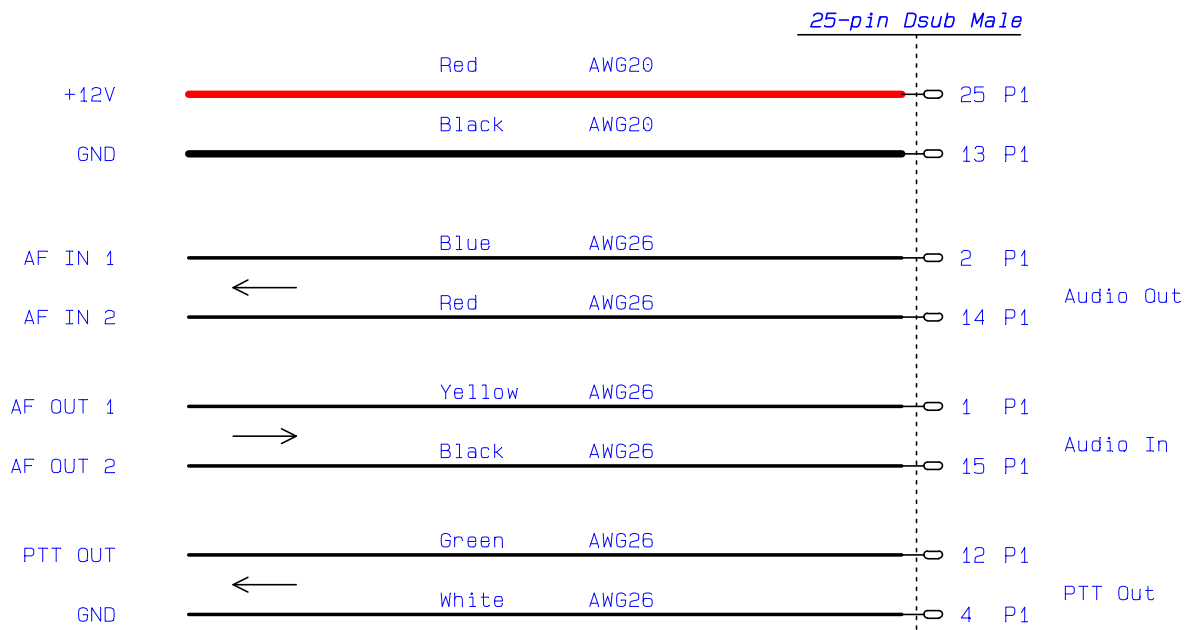 25-pin Dsub Male
Red AWG20
+12V 25 P1
Black AWG20
GND 13 P1
Blue AWG26
AF IN 1 2 P1
Audio Out
Red AWG26
AF IN 2 14 P1
Yellow AWG26
AF OUT 1 1 P1
Audio In
Black AWG26
AF OUT 2 15 P1
Green AWG26
PTT OUT 12 P1
PTT Out
White AWG26
GND 4 P1